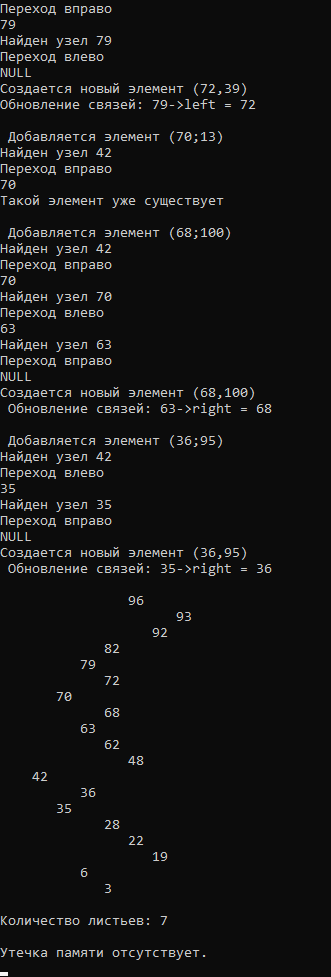 Переход вправо
79
Найден узел 79
Переход влево
NULL
Создается новый элемент (72,39)
Обновление связей: 79->left = 72
Добавляется элемент (70;13)
Найден узел 42
Переход вправо
70
Такой элемент уже существует
Добавляется элемент (68;100)
Найден узел 42
Переход вправо
70
Найден узел 70
Переход влево
63
Найден узел 63
Переход вправо
NULL
Создается новый элемент (68,100)
Обновление связей: 63->right = 68
Добавляется элемент (36;95)
Найден узел 42
Переход влево
35
Найден узел 35
Переход вправо
NULL
Создается новый элемент (36,95)
Обновление связей: 35->right = 36
96
93
92
82
79
72
70
68
63
62
48
42
36
35
28
22
19
6
3
Количество листьев: 7
Утечка памяти отсутствует.